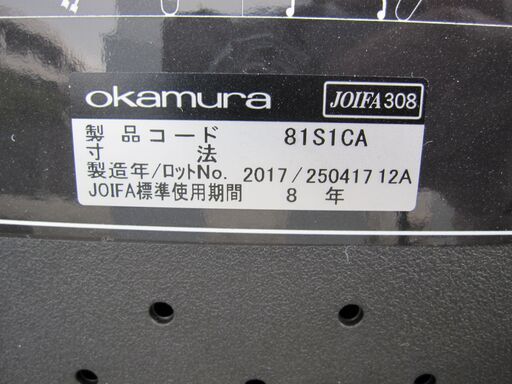 okamura JOIFA308
製品コード 81S1CA
寸法
製造年/ロットNo. 2017/25041712A
JOIFA標準使用期間 8 年